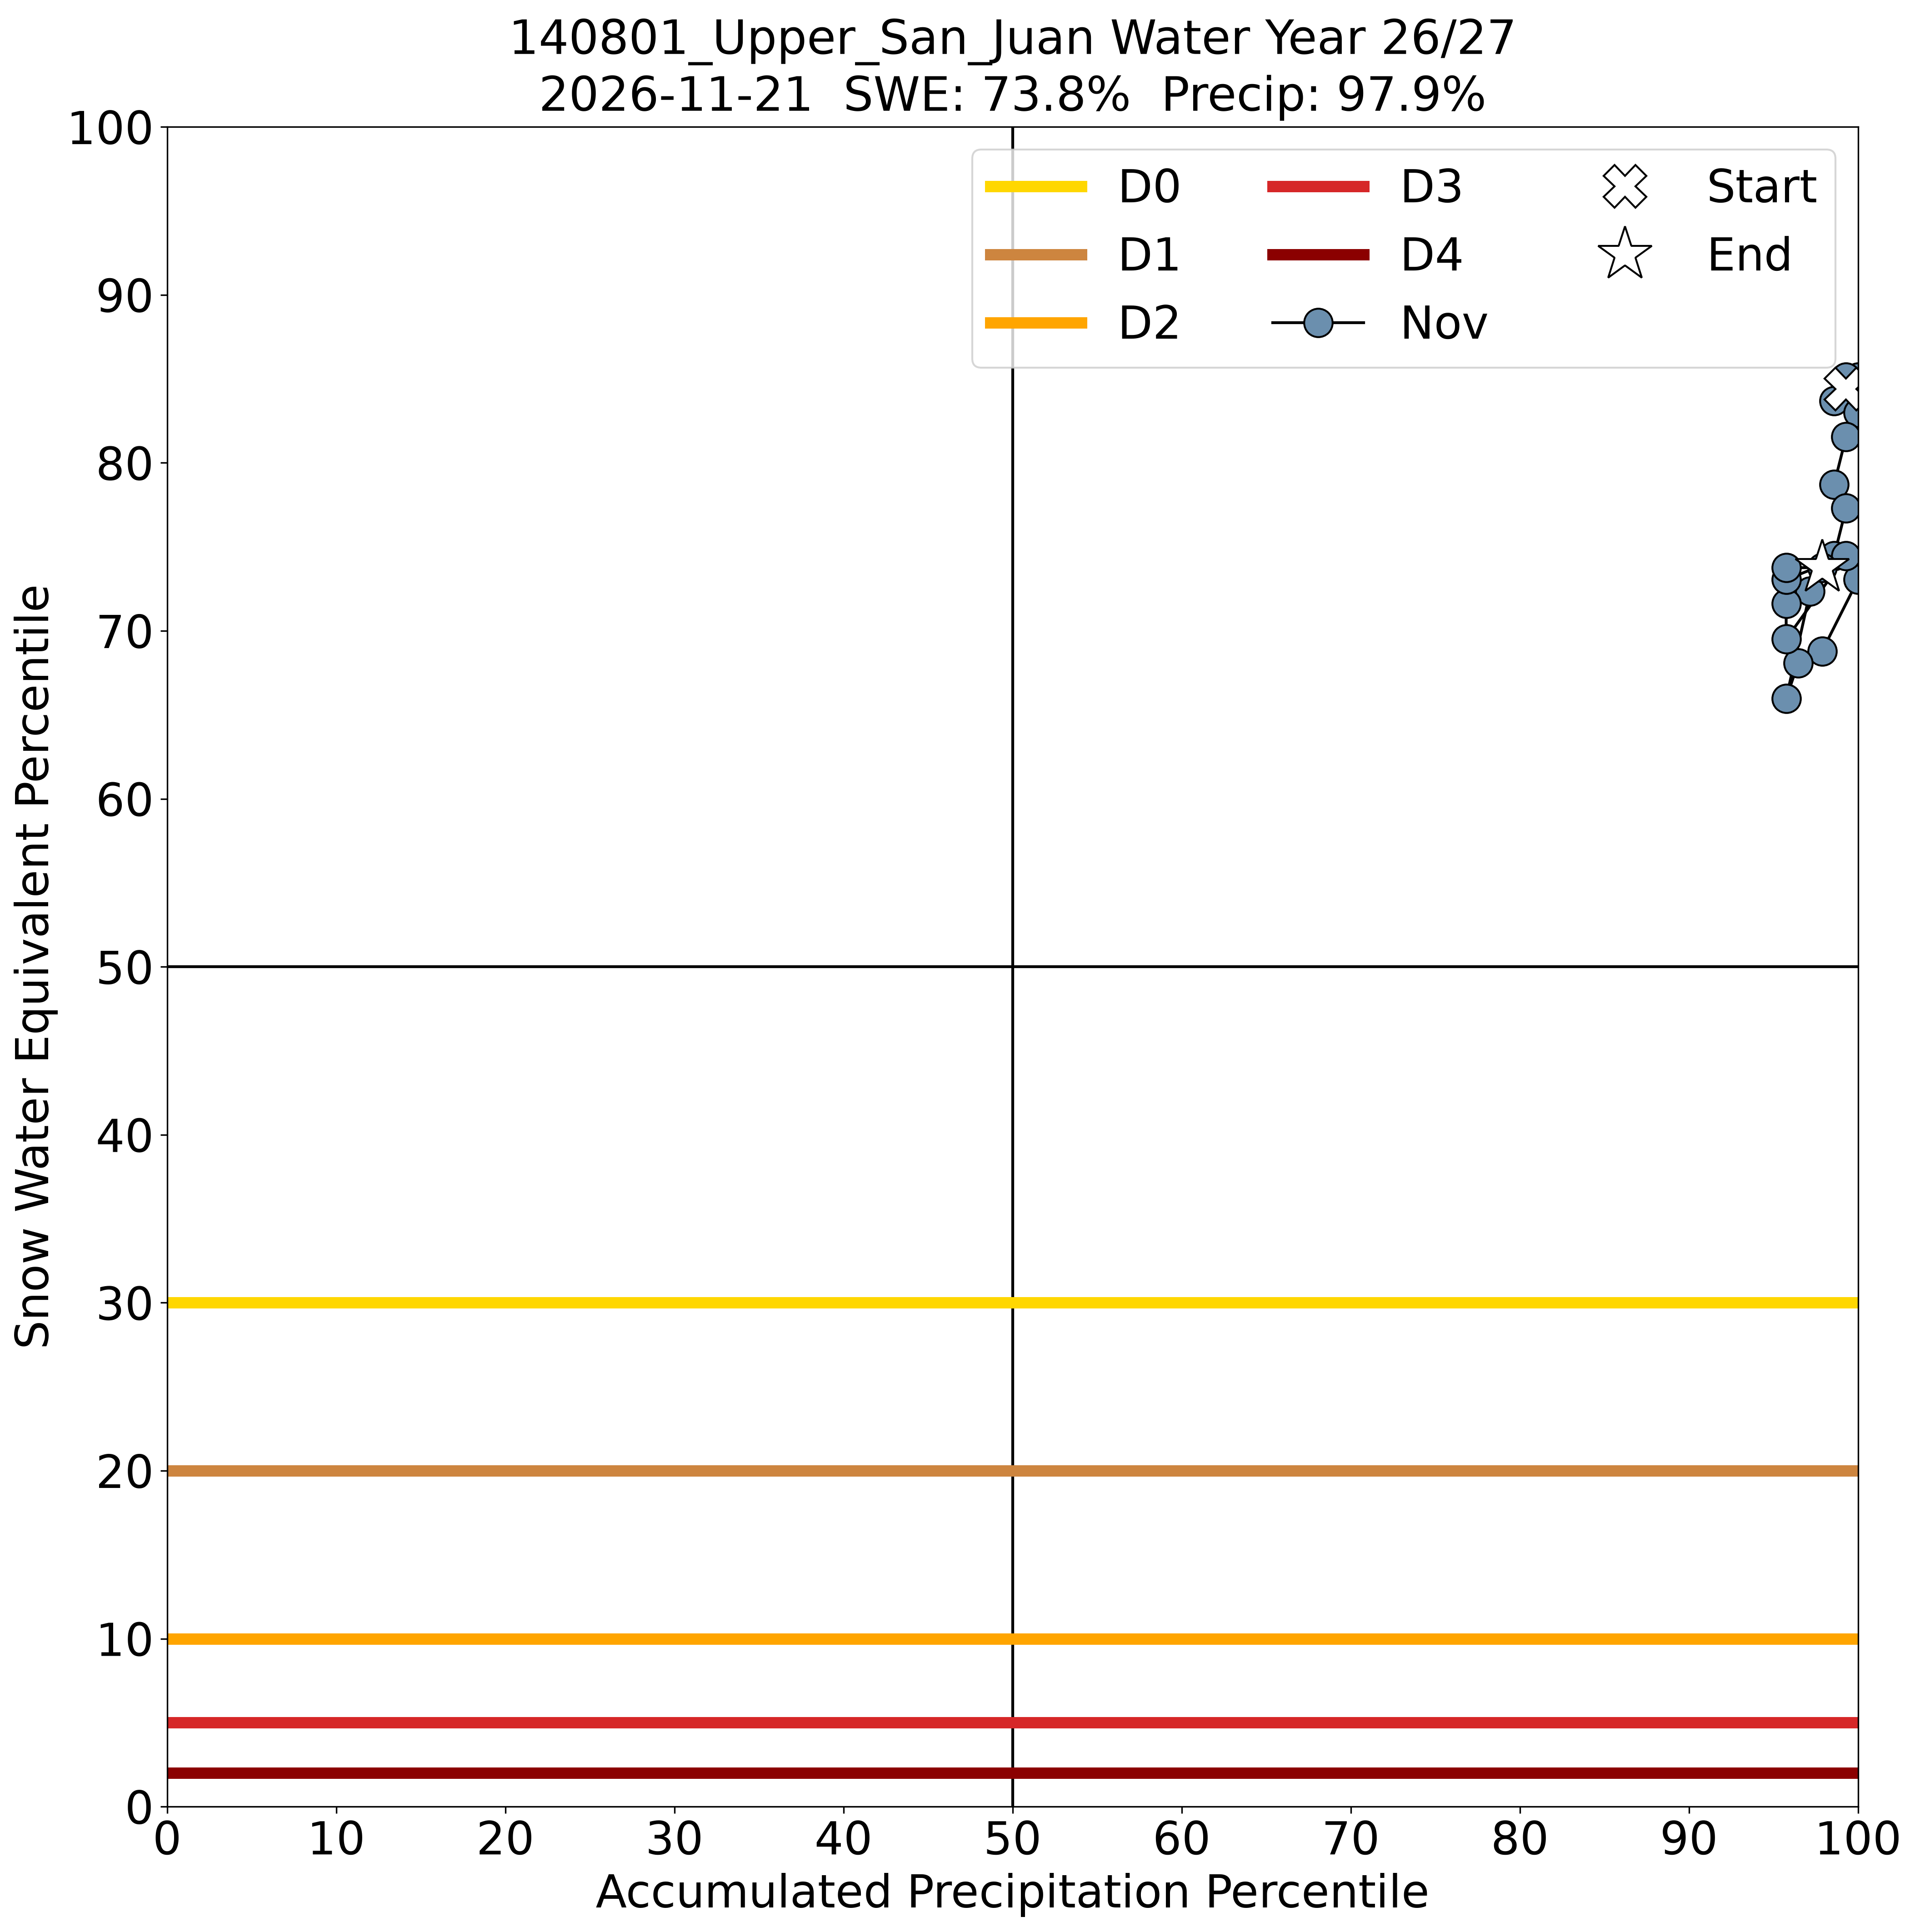 140801_Upper_San_Juan Water Year 26/27
2026-11-21  SWE: 73.8%  Precip: 97.9%
D0
D1
D2
D3
D4
Nov
Start
End
Snow Water Equivalent Percentile
100
90
80
70
60
50
40
30
20
10
0
0 10 20 30 40 50 60 70 80 90 100
Accumulated Precipitation Percentile